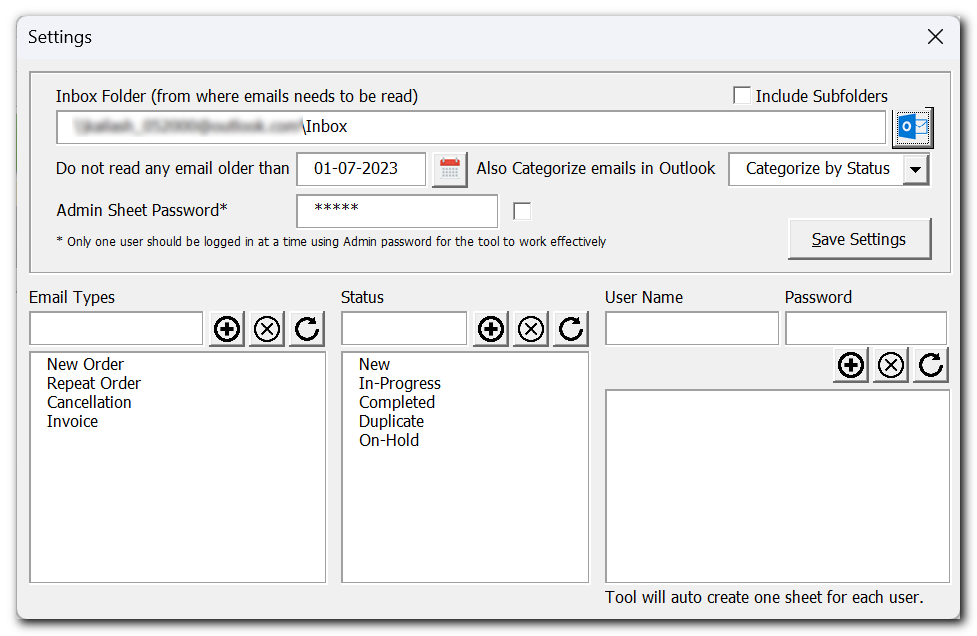 Settings
Inbox Folder (from where emails needs to be read)
Include Subfolders
\Inbox
Do not read any email older than 01-07-2023 Also Categorize emails in Outlook Categorize by Status
Admin Sheet Password* *****
* Only one user should be logged in at a time using Admin password for the tool to work effectively
Save Settings
Email Types
Status
User Name
Password
New Order
Repeat Order
Cancellation
Invoice
New
In-Progress
Completed
Duplicate
On-Hold
Tool will auto create one sheet for each user.